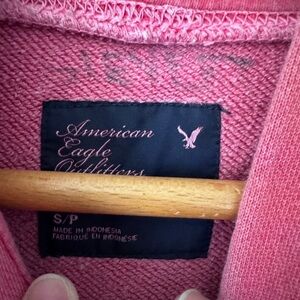 American
Eagle
Outfitters
S/P
MADE IN INDONESIA
FABRIQUÉ EN INDONÉSIE